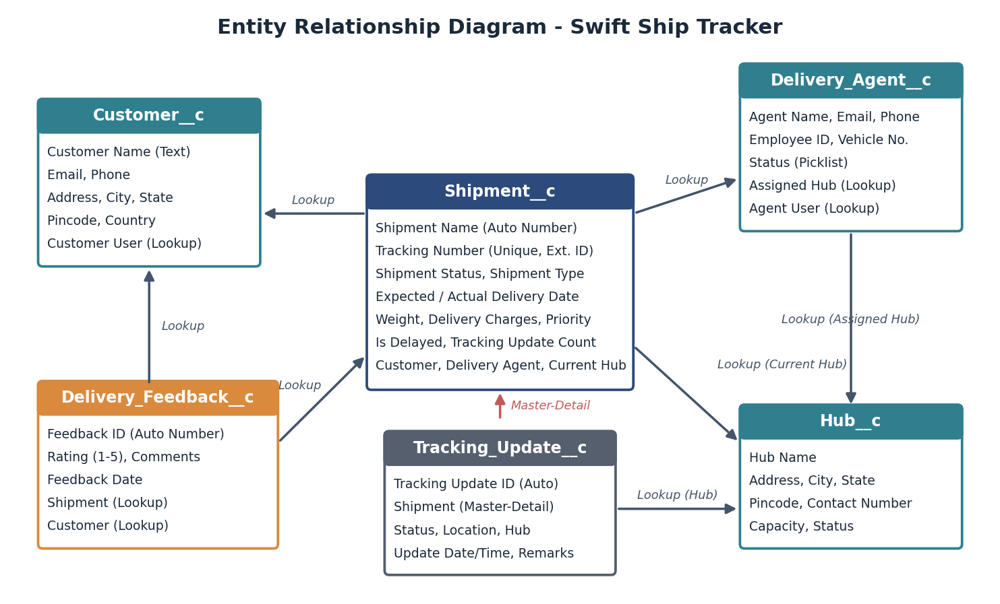 Entity Relationship Diagram - Swift Ship Tracker
Customer__c
Customer Name (Text)
Email, Phone
Address, City, State
Pincode, Country
Customer User (Lookup)
Lookup
Shipment__c
Shipment Name (Auto Number)
Tracking Number (Unique, Ext. ID)
Shipment Status, Shipment Type
Expected / Actual Delivery Date
Weight, Delivery Charges, Priority
Is Delayed, Tracking Update Count
Customer, Delivery Agent, Current Hub
Lookup
Delivery_Agent__c
Agent Name, Email, Phone
Employee ID, Vehicle No.
Status (Picklist)
Assigned Hub (Lookup)
Agent User (Lookup)
Lookup
Lookup (Assigned Hub)
Lookup (Current Hub)
Delivery_Feedback__c
Feedback ID (Auto Number)
Rating (1-5), Comments
Feedback Date
Shipment (Lookup)
Customer (Lookup)
Lookup
Master-Detail
Tracking_Update__c
Tracking Update ID (Auto)
Shipment (Master-Detail)
Status, Location, Hub
Update Date/Time, Remarks
Lookup (Hub)
Hub__c
Hub Name
Address, City, State
Pincode, Contact Number
Capacity, Status